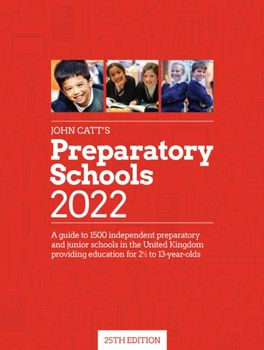 JOHN CATT'S
Preparatory
Schools
2022
A guide to 1500 independent preparatory
and junior schools in the United Kingdom
providing education for 2½ to 13-year-olds
25TH EDITION